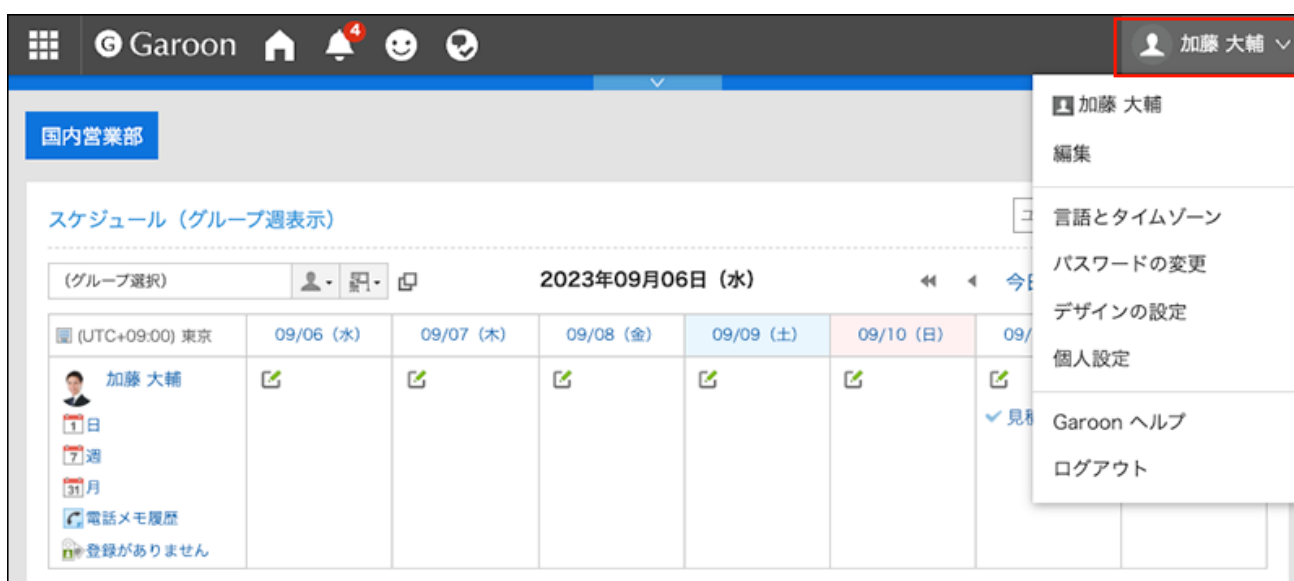 G Garoon 4 加藤 大輔
加藤 大輔
編集
言語とタイムゾーン
パスワードの変更
デザインの設定
個人設定
Garoon ヘルプ
ログアウト
国内営業部
スケジュール（グループ週表示）
(グループ選択) 2023年09月06日（水）
(UTC+09:00) 東京 09/06（水） 09/07（木） 09/08（金） 09/09（土） 09/10（日） 09/
加藤 大輔
1 日
7 週
31 月
電話メモ履歴
登録がありません